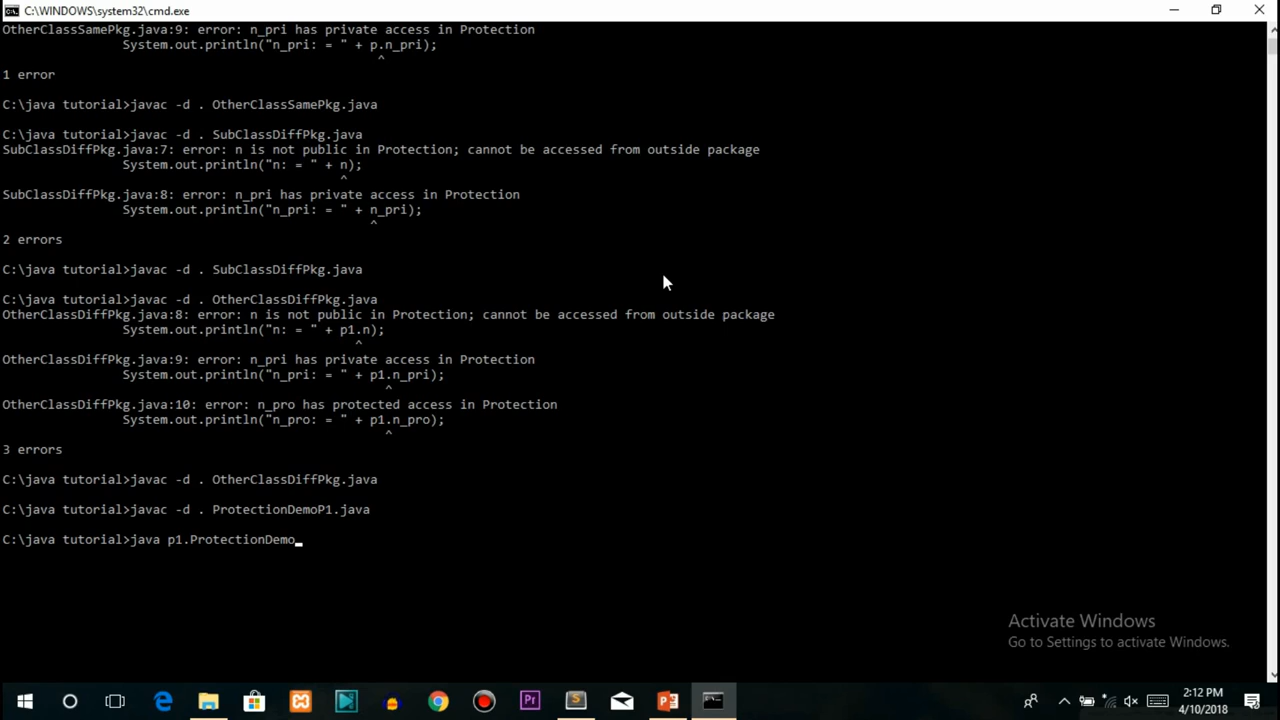 C:\WINDOWS\system32\cmd.exe
OtherClassSamePkg.java:9: error: n_pri has private access in Protection
                System.out.println("n_pri: = " + p.n_pri);
                                                  ^
1 error
C:\java tutorial>javac -d . OtherClassSamePkg.java
C:\java tutorial>javac -d . SubClassDiffPkg.java
SubClassDiffPkg.java:7: error: n is not public in Protection; cannot be accessed from outside package
                System.out.println("n: = " + n);
                                             ^
SubClassDiffPkg.java:8: error: n_pri has private access in Protection
                System.out.println("n_pri: = " + n_pri);
                                                 ^
2 errors
C:\java tutorial>javac -d . SubClassDiffPkg.java
C:\java tutorial>javac -d . OtherClassDiffPkg.java
OtherClassDiffPkg.java:8: error: n is not public in Protection; cannot be accessed from outside package
                System.out.println("n: = " + p1.n);
                                               ^
OtherClassDiffPkg.java:9: error: n_pri has private access in Protection
                System.out.println("n_pri: = " + p1.n_pri);
                                                   ^
OtherClassDiffPkg.java:10: error: n_pro has protected access in Protection
                System.out.println("n_pro: = " + p1.n_pro);
                                                   ^
3 errors
C:\java tutorial>javac -d . OtherClassDiffPkg.java
C:\java tutorial>javac -d . ProtectionDemoP1.java
C:\java tutorial>java p1.ProtectionDemo_
Activate Windows
Go to Settings to activate Windows.
Pr
S
2:12 PM
4/10/2018